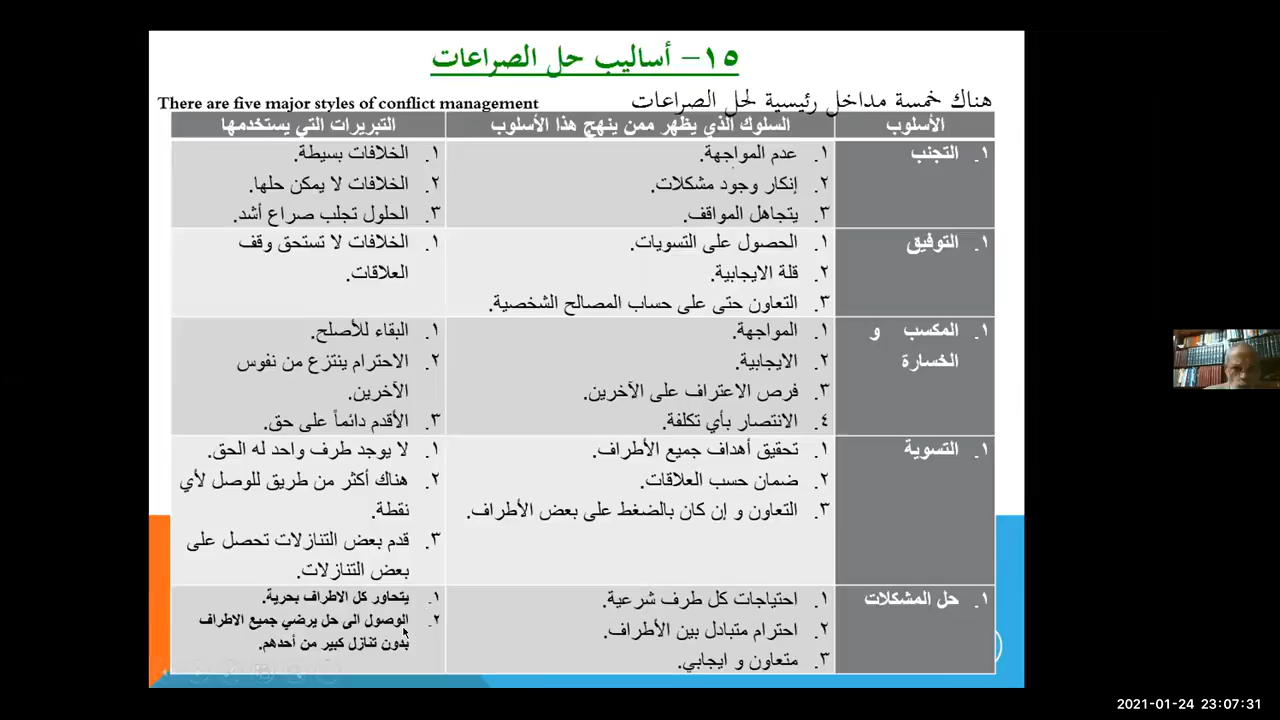 ١٥- أساليب حل الصراعات
هناك خمسة مداخل رئيسية لحل الصراعات
There are five major styles of conflict management
الأسلوب
السلوك الذي يظهر ممن ينهج هذا الأسلوب
التبريرات التي يستخدمها
١. التجنب
١. عدم المواجهة.
٢. إنكار وجود مشكلات.
٣. يتجاهل المواقف.
١. الخلافات بسيطة.
٢. الخلافات لا يمكن حلها.
٣. الحلول تجلب صراع أشد.
١. التوفيق
١. الحصول على التسويات.
٢. قلة الايجابية.
٣. التعاون حتى على حساب المصالح الشخصية.
١. الخلافات لا تستحق وقف
العلاقات.
١. المكسب و
الخسارة
١. المواجهة.
٢. الايجابية.
٣. فرص الاعتراف على الآخرين.
٤. الانتصار بأي تكلفة.
١. البقاء للأصلح.
٢. الاحترام ينتزع من نفوس
الآخرين.
٣. الأقدم دائماً على حق.
١. التسوية
١. تحقيق أهداف جميع الأطراف.
٢. ضمان حسب العلاقات.
٣. التعاون و إن كان بالضغط على بعض الأطراف.
١. لا يوجد طرف واحد له الحق.
٢. هناك أكثر من طريق للوصل لأي
نقطة.
٣. قدم بعض التنازلات تحصل على
بعض التنازلات.
١. حل المشكلات
١. احتياجات كل طرف شرعية.
٢. احترام متبادل بين الأطراف.
٣. متعاون و ايجابي.
١. يتحاور كل الاطراف بحرية.
٢. الوصول الى حل يرضي جميع الاطراف
بدون تنازل كبير من أحدهم.
2021-01-24 23:07:31